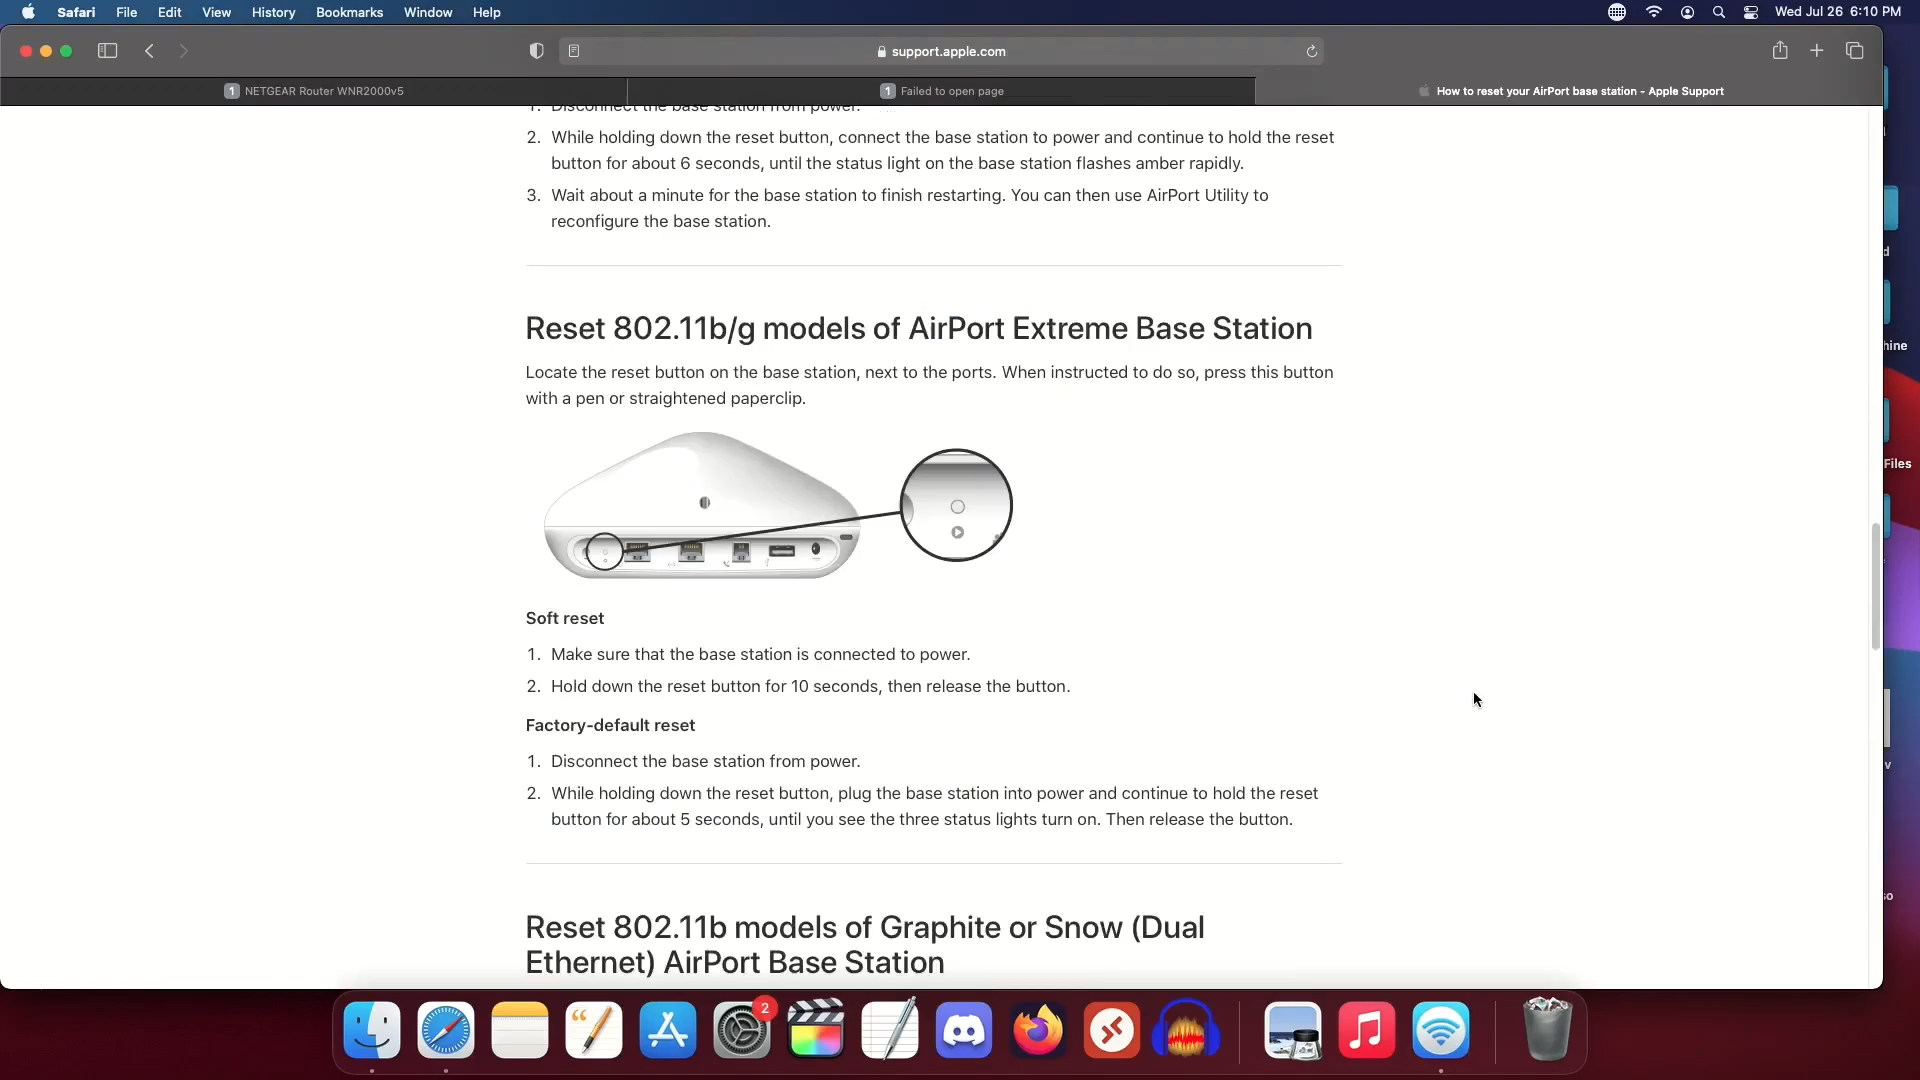 Safari File Edit View History Bookmarks Window Help Wed Jul 26 6:10 PM
support.apple.com
1 NETGEAR Router WNR2000v5
1 Failed to open page
How to reset your AirPort base station - Apple Support
1. Disconnect the base station from power.
2. While holding down the reset button, connect the base station to power and continue to hold the reset
button for about 6 seconds, until the status light on the base station flashes amber rapidly.
3. Wait about a minute for the base station to finish restarting. You can then use AirPort Utility to
reconfigure the base station.
Reset 802.11b/g models of AirPort Extreme Base Station
Locate the reset button on the base station, next to the ports. When instructed to do so, press this button
with a pen or straightened paperclip.
Soft reset
1. Make sure that the base station is connected to power.
2. Hold down the reset button for 10 seconds, then release the button.
Factory-default reset
1. Disconnect the base station from power.
2. While holding down the reset button, plug the base station into power and continue to hold the reset
button for about 5 seconds, until you see the three status lights turn on. Then release the button.
Reset 802.11b models of Graphite or Snow (Dual
Ethernet) AirPort Base Station
d
hine
Files
v
so
2